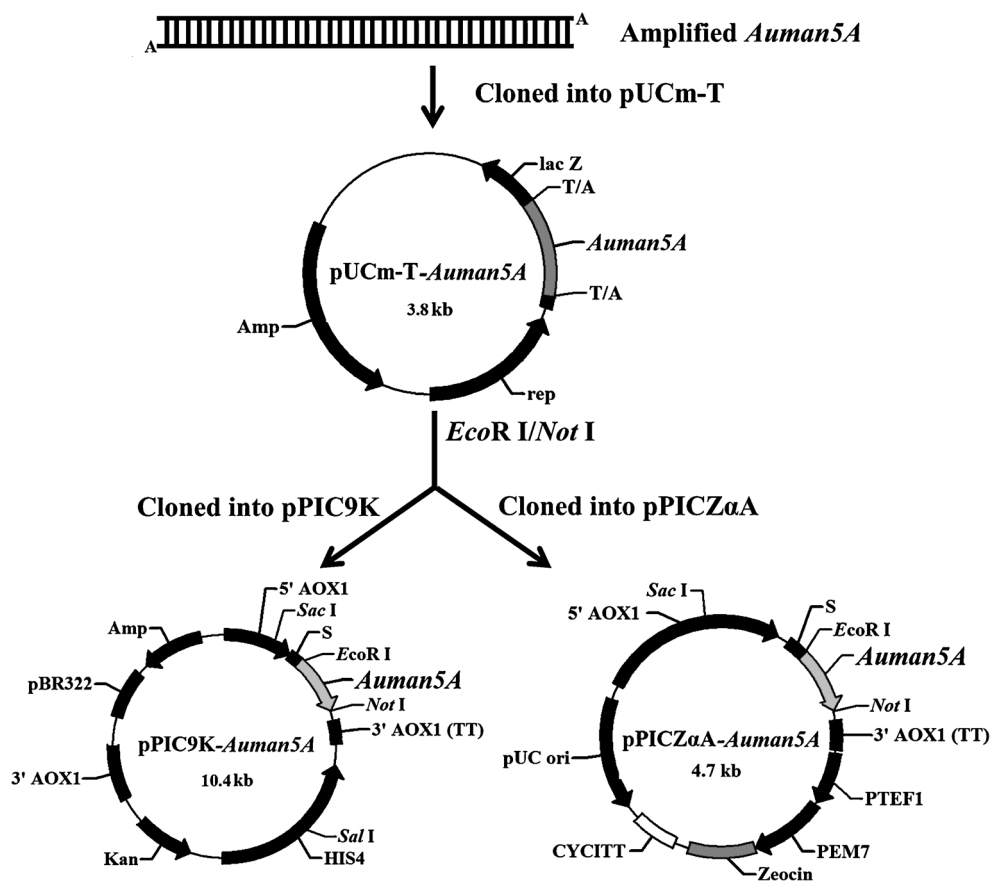 A
A
Amplified Auman5A
Cloned into pUCm-T
lac Z
T/A
Auman5A
pUCm-T-Auman5A
T/A
3.8 kb
Amp
rep
EcoR I/Not I
Cloned into pPIC9K
Cloned into pPICZαA
5' AOX1
Sac I
S
Amp
EcoR I
Auman5A
pBR322
Not I
3' AOX1 (TT)
pPIC9K-Auman5A
10.4 kb
3' AOX1
Sal I
HIS4
Kan
Sac I
5' AOX1
S
EcoR I
Auman5A
Not I
3' AOX1 (TT)
pPICZαA-Auman5A
pUC ori
4.7 kb
PTEF1
CYCITT
PEM7
Zeocin